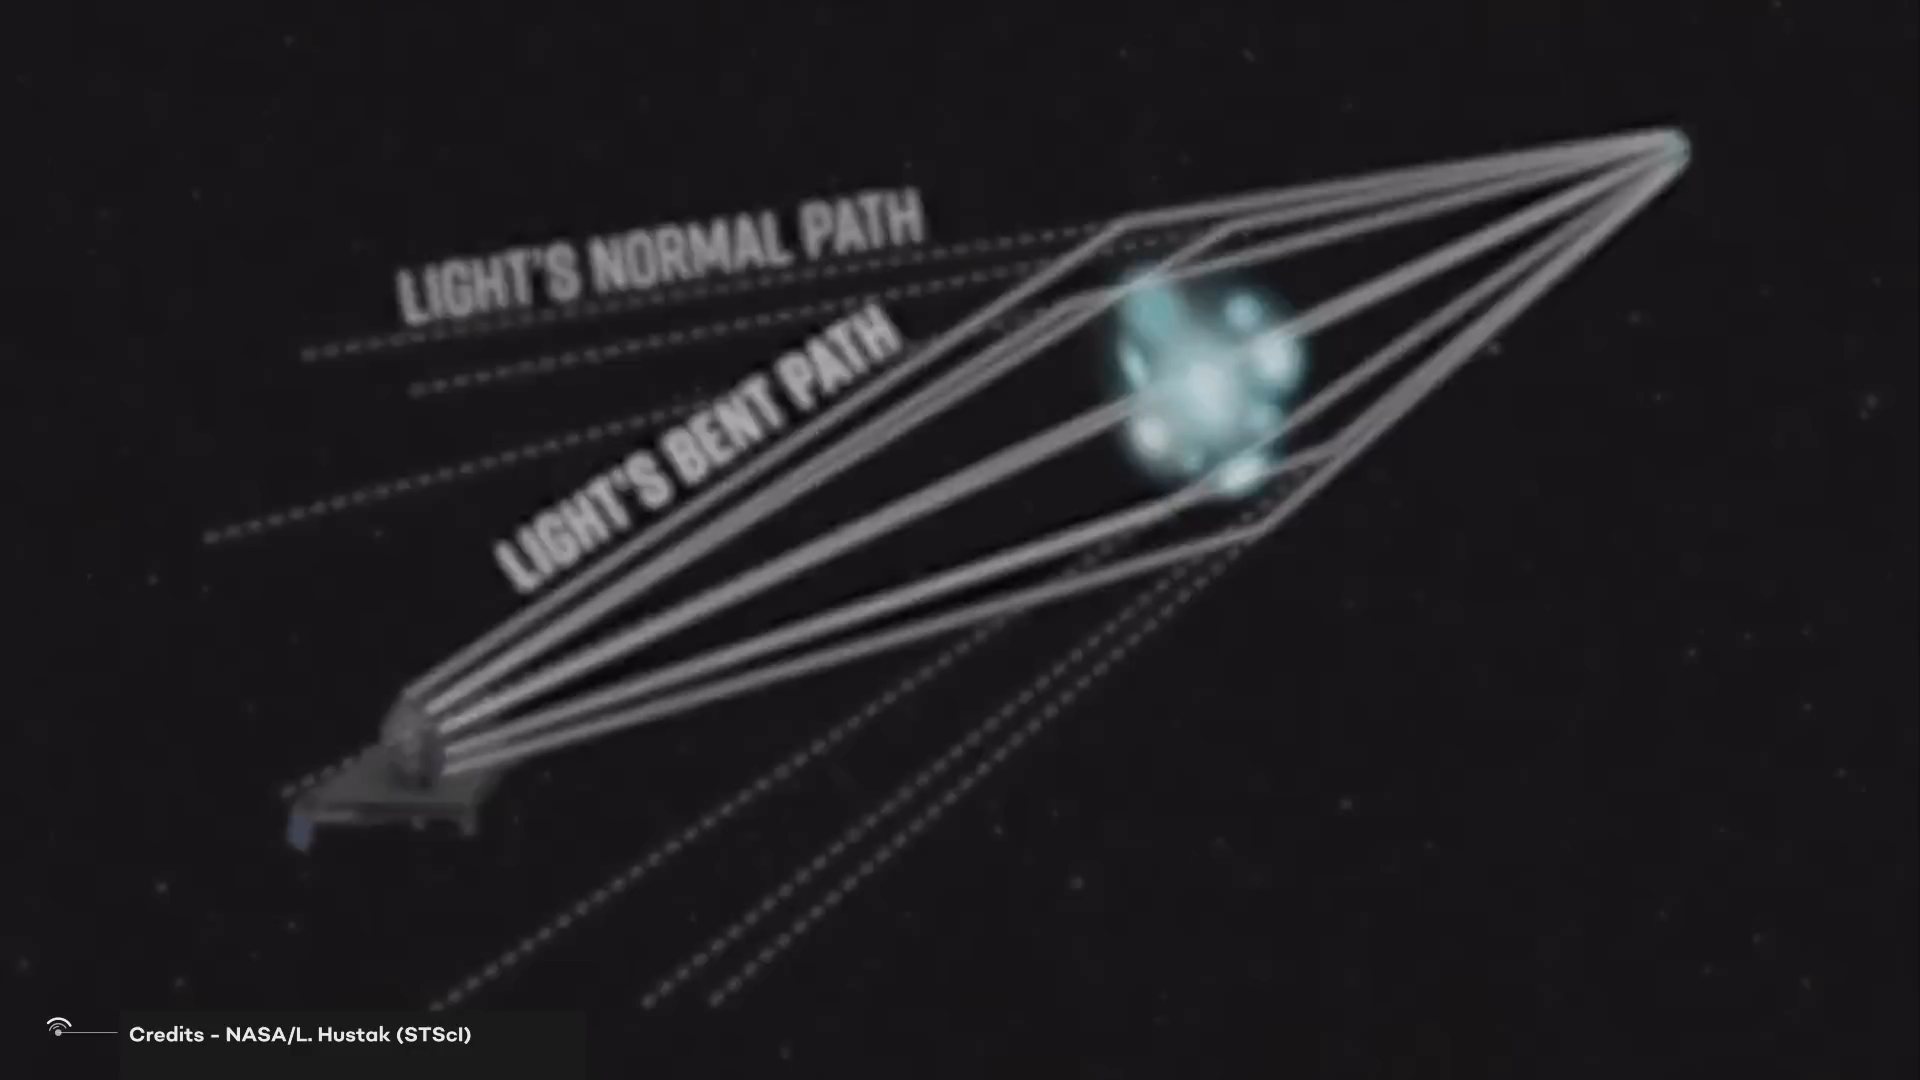 LIGHT'S NORMAL PATH
LIGHT'S BENT PATH
Credits - NASA/L. Hustak (STScI)